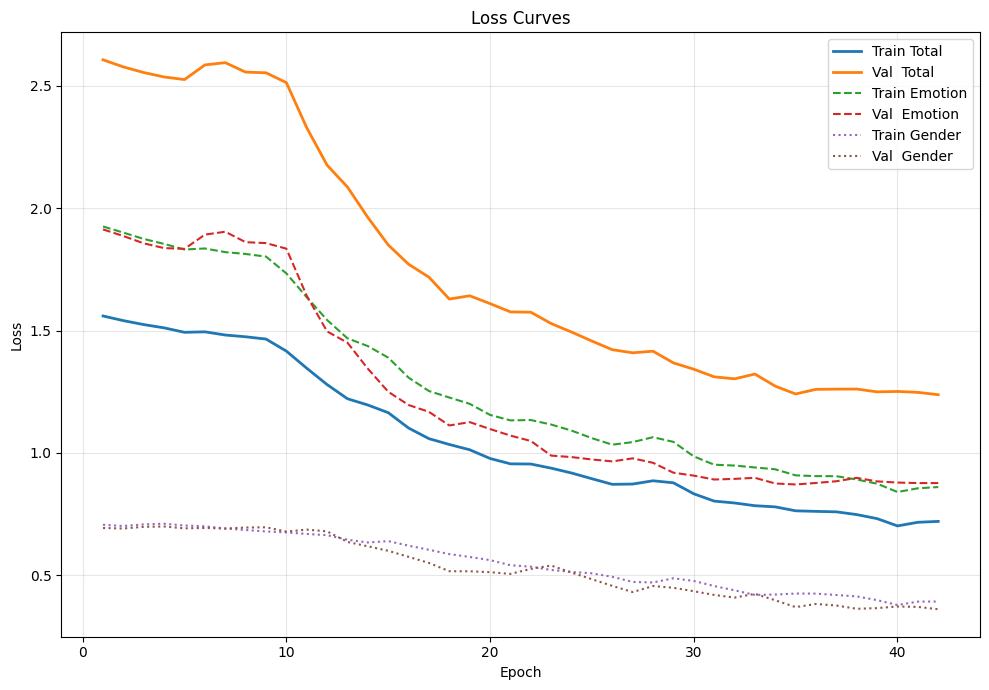 Loss Curves
Train Total
Val  Total
Train Emotion
Val  Emotion
Train Gender
Val  Gender
Loss
2.5
2.0
1.5
1.0
0.5
0
10
20
30
40
Epoch